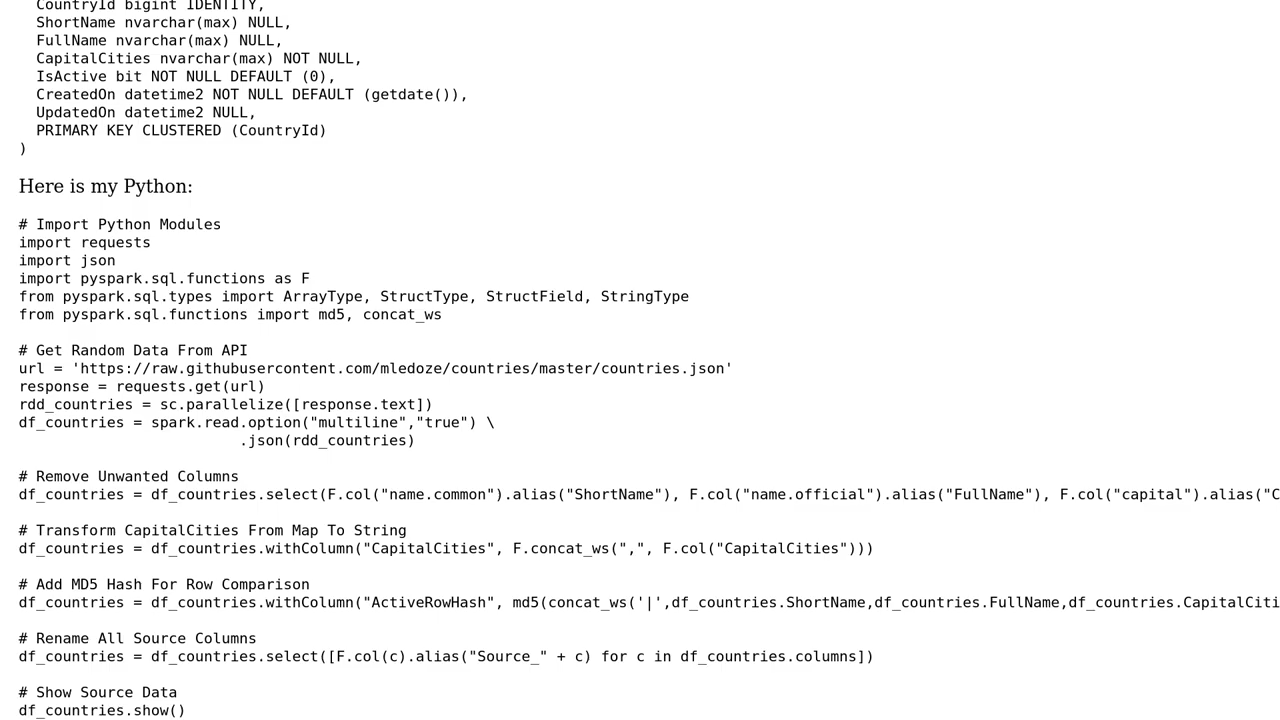 CountryId bigint IDENTITY,
ShortName nvarchar(max) NULL,
FullName nvarchar(max) NULL,
CapitalCities nvarchar(max) NOT NULL,
IsActive bit NOT NULL DEFAULT (0),
CreatedOn datetime2 NOT NULL DEFAULT (getdate()),
UpdatedOn datetime2 NULL,
PRIMARY KEY CLUSTERED (CountryId)
)
Here is my Python:
# Import Python Modules
import requests
import json
import pyspark.sql.functions as F
from pyspark.sql.types import ArrayType, StructType, StructField, StringType
from pyspark.sql.functions import md5, concat_ws
# Get Random Data From API
url = 'https://raw.githubusercontent.com/mledoze/countries/master/countries.json'
response = requests.get(url)
rdd_countries = sc.parallelize([response.text])
df_countries = spark.read.option("multiline","true") \
.json(rdd_countries)
# Remove Unwanted Columns
df_countries = df_countries.select(F.col("name.common").alias("ShortName"), F.col("name.official").alias("FullName"), F.col("capital").alias("C
# Transform CapitalCities From Map To String
df_countries = df_countries.withColumn("CapitalCities", F.concat_ws(",", F.col("CapitalCities")))
# Add MD5 Hash For Row Comparison
df_countries = df_countries.withColumn("ActiveRowHash", md5(concat_ws('|',df_countries.ShortName,df_countries.FullName,df_countries.CapitalCiti
# Rename All Source Columns
df_countries = df_countries.select([F.col(c).alias("Source_" + c) for c in df_countries.columns])
# Show Source Data
df_countries.show()